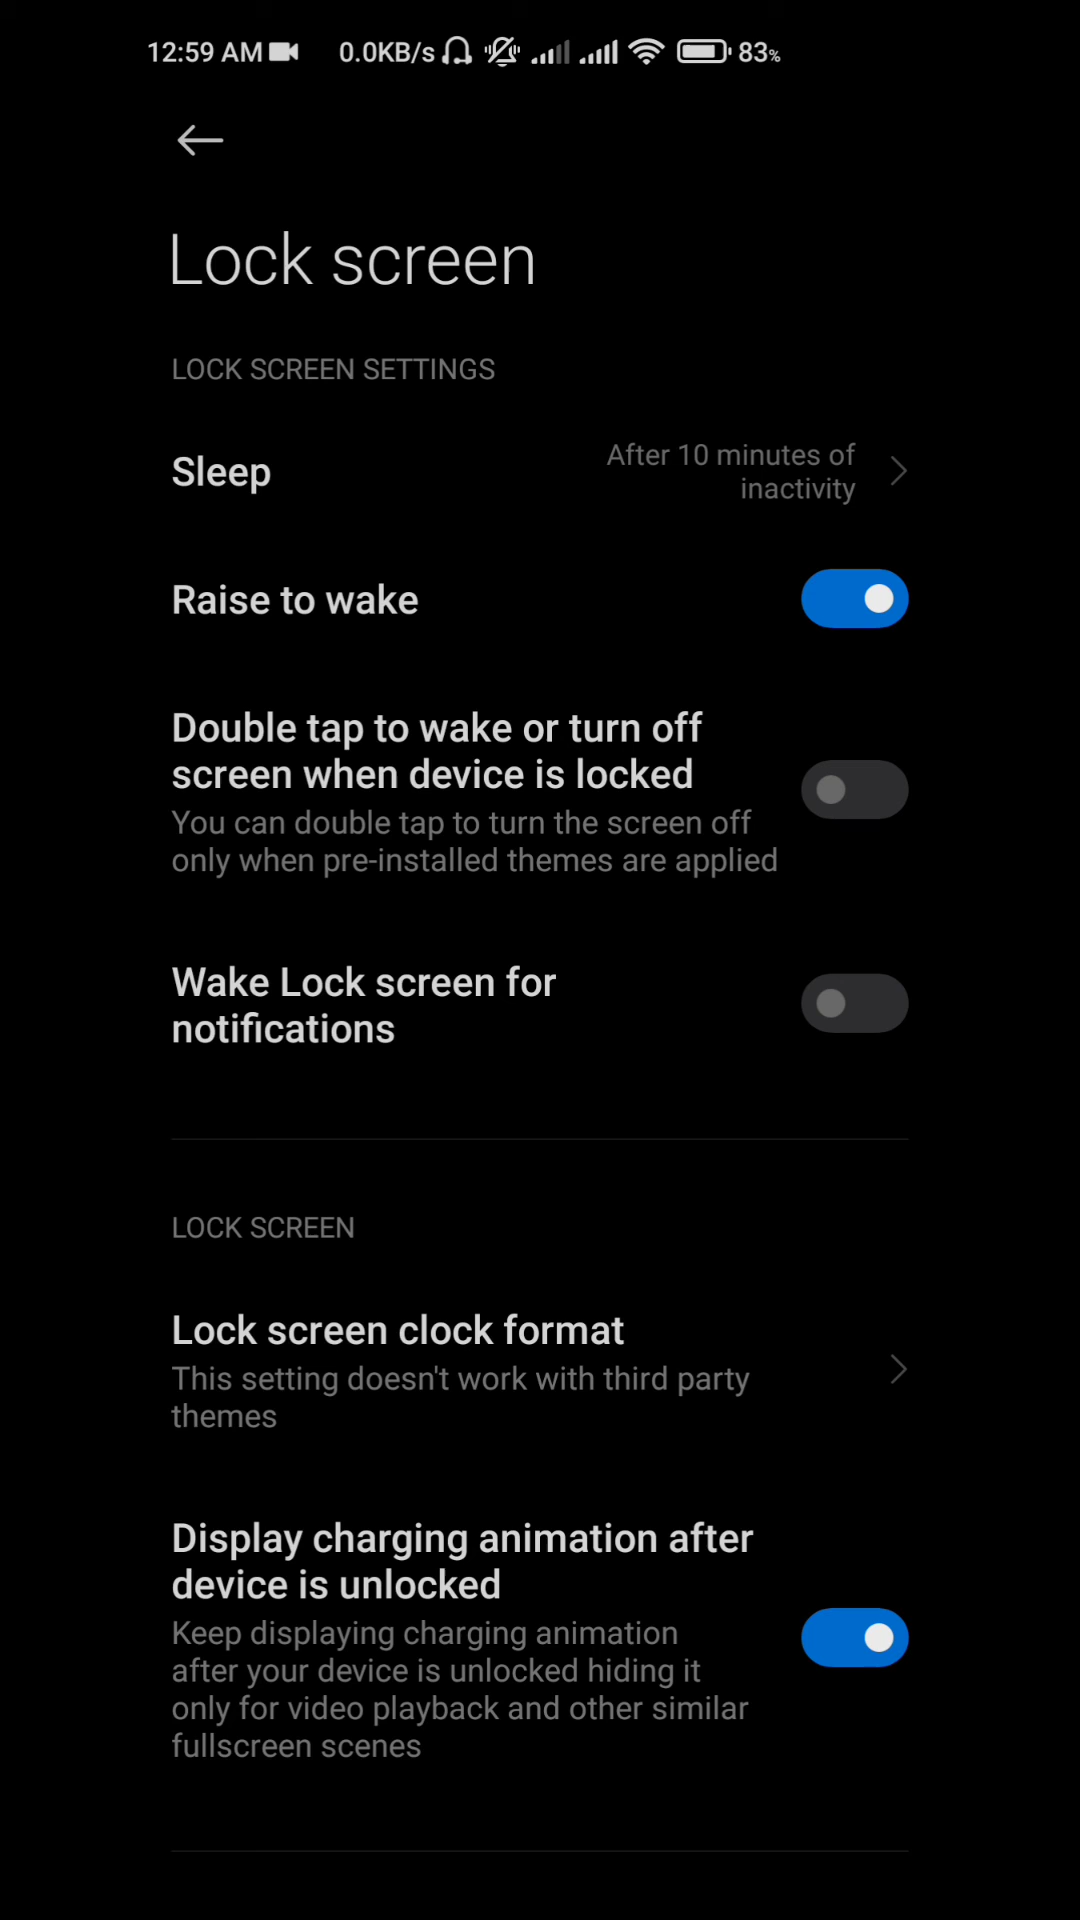 12:59 AM 0.0KB/s 83%
Lock screen
LOCK SCREEN SETTINGS
Sleep
After 10 minutes of
inactivity
Raise to wake
Double tap to wake or turn off
screen when device is locked
You can double tap to turn the screen off
only when pre-installed themes are applied
Wake Lock screen for
notifications
LOCK SCREEN
Lock screen clock format
This setting doesn't work with third party
themes
Display charging animation after
device is unlocked
Keep displaying charging animation
after your device is unlocked hiding it
only for video playback and other similar
fullscreen scenes